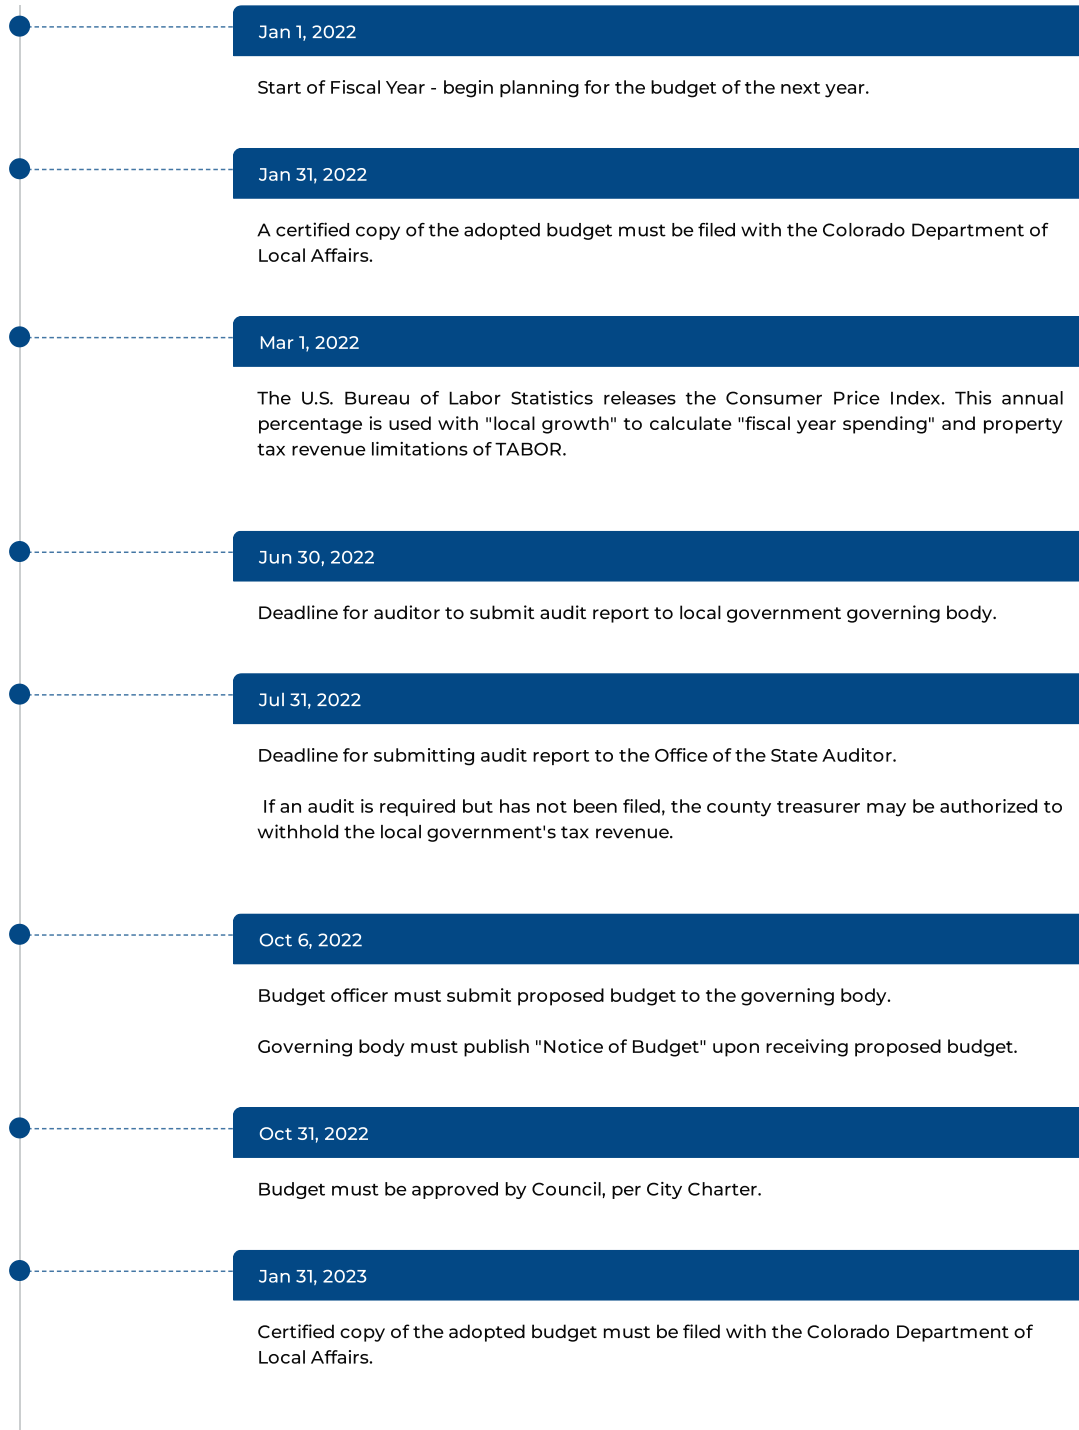 Jan 1, 2022
Start of Fiscal Year - begin planning for the budget of the next year.
Jan 31, 2022
A certified copy of the adopted budget must be filed with the Colorado Department of
Local Affairs.
Mar 1, 2022
The U.S. Bureau of Labor Statistics releases the Consumer Price Index. This annual
percentage is used with "local growth" to calculate "fiscal year spending" and property
tax revenue limitations of TABOR.
Jun 30, 2022
Deadline for auditor to submit audit report to local government governing body.
Jul 31, 2022
Deadline for submitting audit report to the Office of the State Auditor.
If an audit is required but has not been filed, the county treasurer may be authorized to
withhold the local government's tax revenue.
Oct 6, 2022
Budget officer must submit proposed budget to the governing body.
Governing body must publish "Notice of Budget" upon receiving proposed budget.
Oct 31, 2022
Budget must be approved by Council, per City Charter.
Jan 31, 2023
Certified copy of the adopted budget must be filed with the Colorado Department of
Local Affairs.